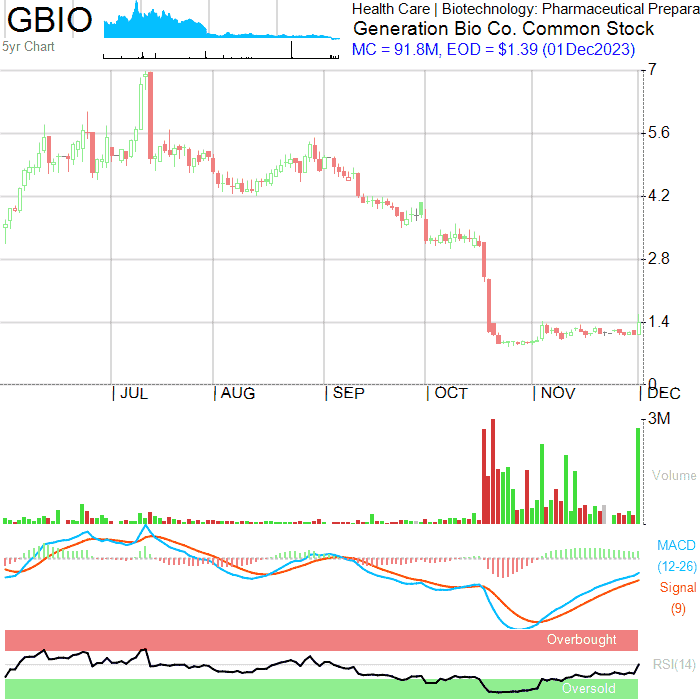 GBIO
5yr Chart
Health Care | Biotechnology: Pharmaceutical Prepara
Generation Bio Co. Common Stock
MC = 91.8M, EOD = $1.39 (01Dec2023)
7
5.6
4.2
2.8
1.4
0
JUL AUG SEP OCT NOV DEC
3M
Volume
MACD
(12-26)
Signal
(9)
Overbought
RSI(14)
Oversold